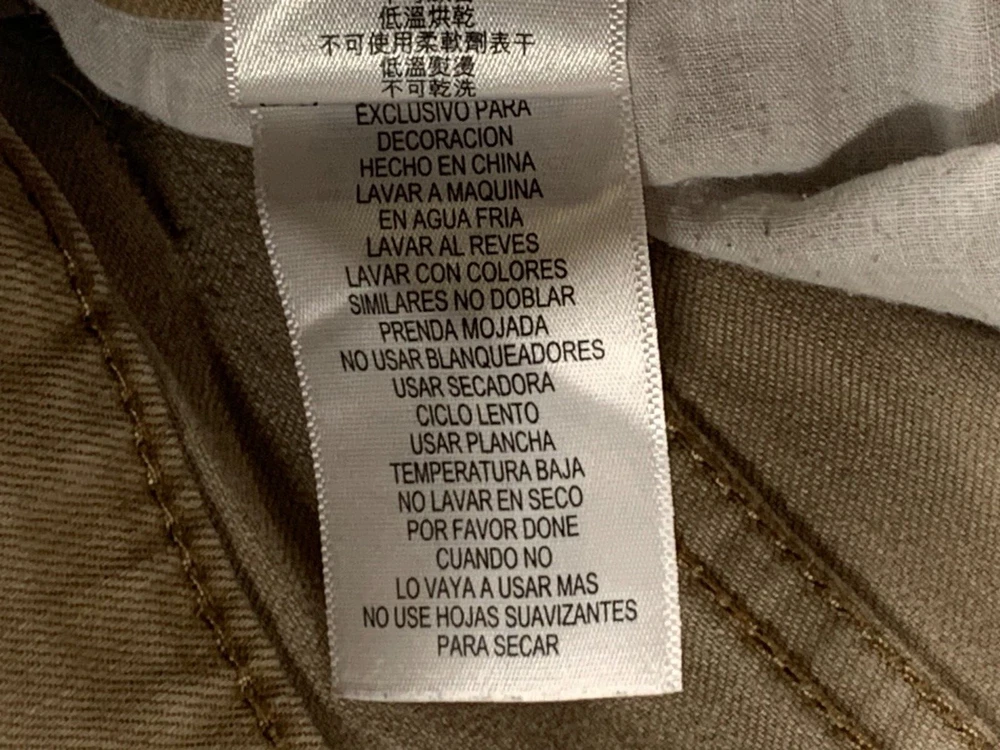 低溫烘乾
不可使用柔軟劑表干
低溫熨燙
不可乾洗
EXCLUSIVO PARA
DECORACION
HECHO EN CHINA
LAVAR A MAQUINA
EN AGUA FRIA
LAVAR AL REVES
LAVAR CON COLORES
SIMILARES NO DOBLAR
PRENDA MOJADA
NO USAR BLANQUEADORES
USAR SECADORA
CICLO LENTO
USAR PLANCHA
TEMPERATURA BAJA
NO LAVAR EN SECO
POR FAVOR DONE
CUANDO NO
LO VAYA A USAR MAS
NO USE HOJAS SUAVIZANTES
PARA SECAR